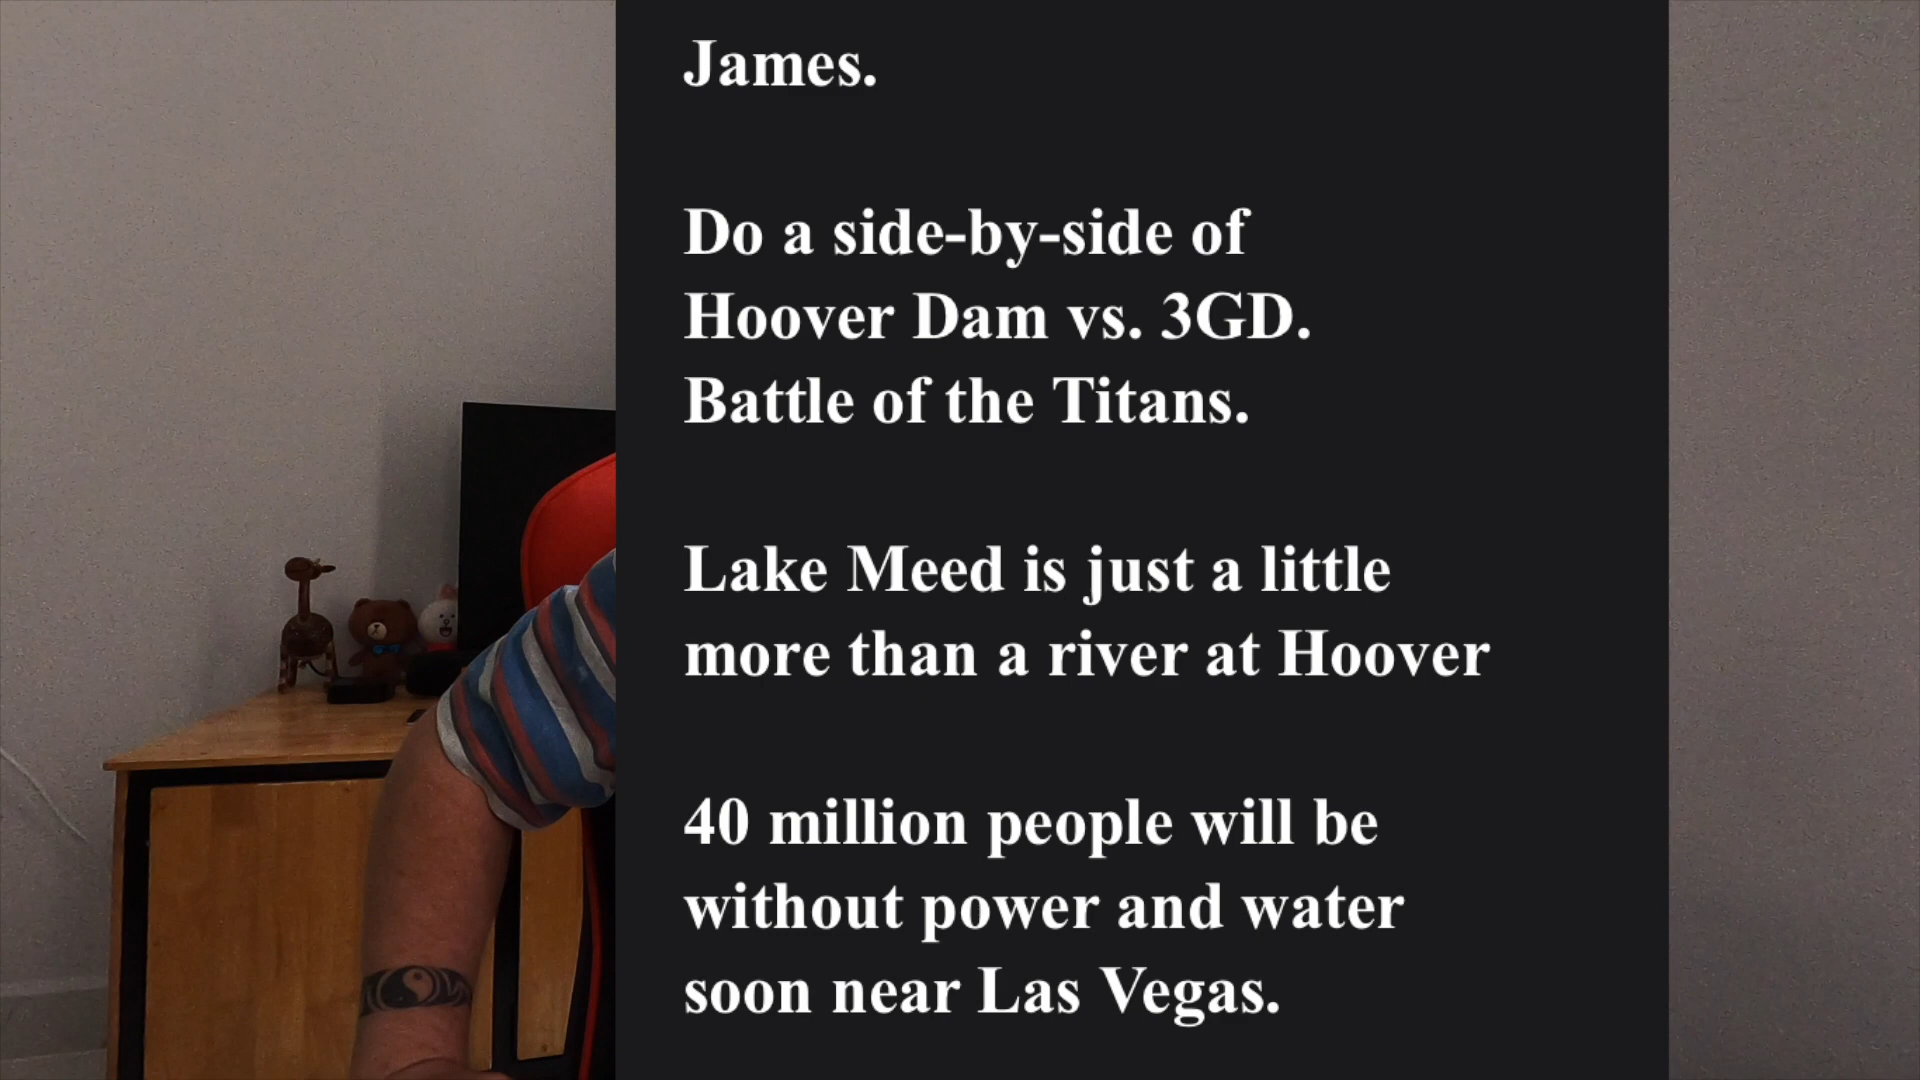 James.
Do a side-by-side of
Hoover Dam vs. 3GD.
Battle of the Titans.
Lake Meed is just a little
more than a river at Hoover
40 million people will be
without power and water
soon near Las Vegas.